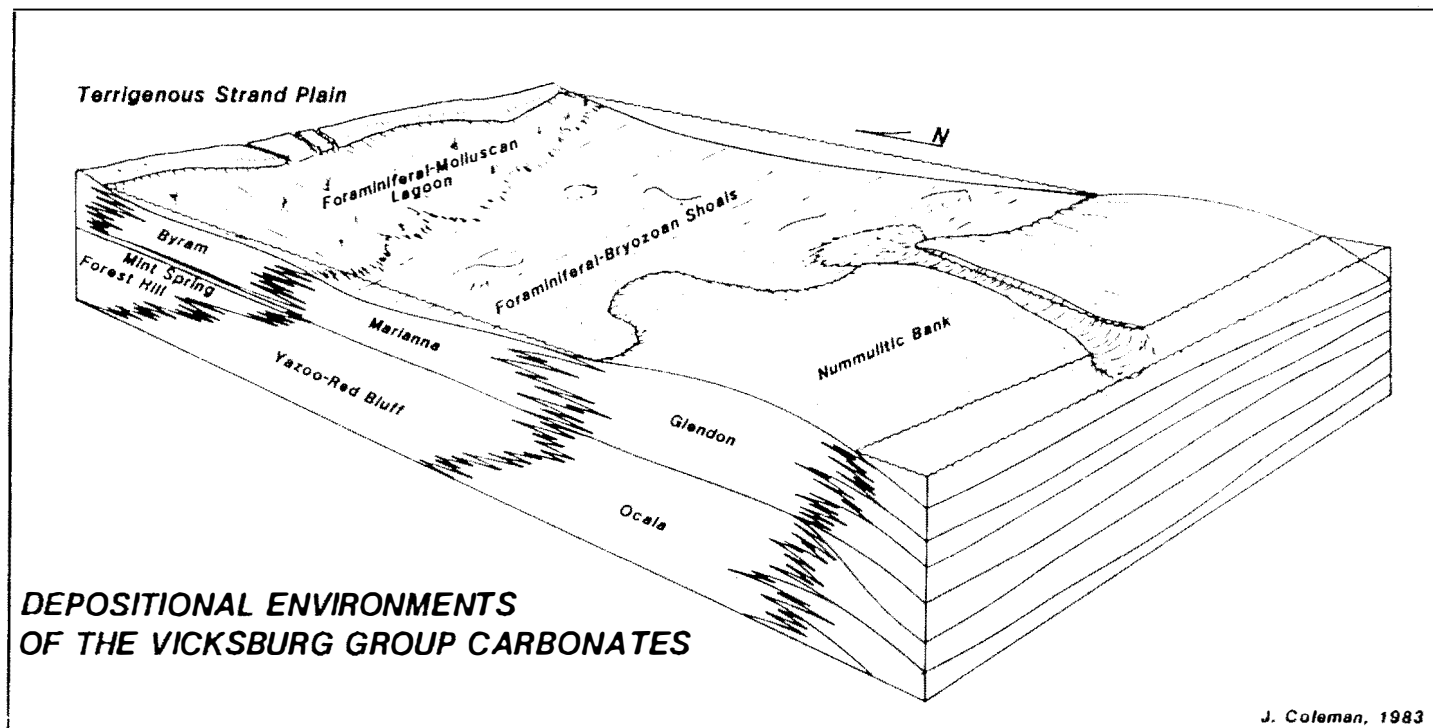 Terrigenous Strand Plain
N
Foraminiferal-Molluscan
Lagoon
Foraminiferal-Bryozoan Shoals
Byram
Mint Spring
Forest Hill
Marianna
Nummulitic Bank
Yazoo-Red Bluff
Glendon
Ocala
DEPOSITIONAL ENVIRONMENTS
OF THE VICKSBURG GROUP CARBONATES
J. Coleman, 1983